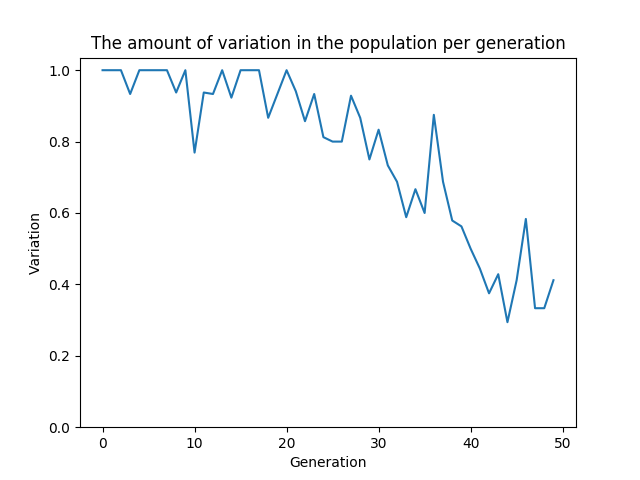 The amount of variation in the population per generation
1.0
0.8
0.6
0.4
0.2
0.0
Variation
0 10 20 30 40 50
Generation